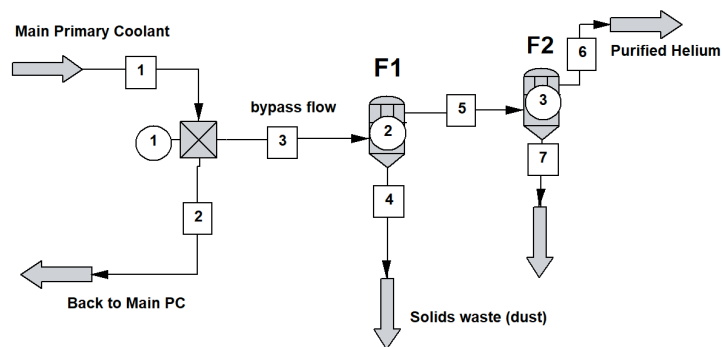 Main Primary Coolant
1
1
bypass flow
3
F1
2
5
F2
3
6
Purified Helium
7
2
4
Back to Main PC
Solids waste (dust)